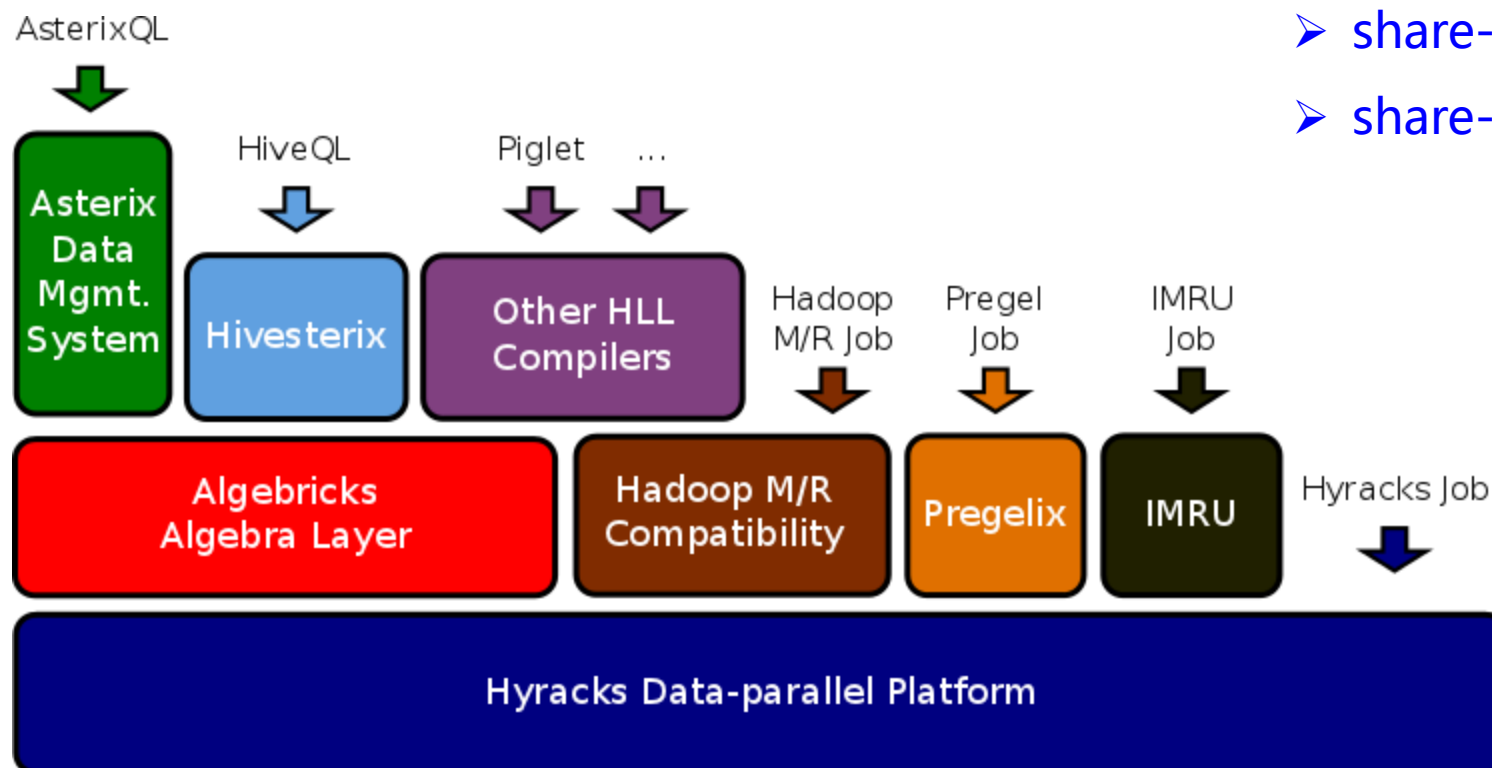 AsterixQL
➢ share-
➢ share-
HiveQL
Piglet
...
Asterix
Data
Mgmt.
System
Hivesterix
Other HLL
Compilers
Hadoop
M/R Job
Pregel
Job
IMRU
Job
Algebricks
Algebra Layer
Hadoop M/R
Compatibility
Pregelix
IMRU
Hyracks Job
Hyracks Data-parallel Platform